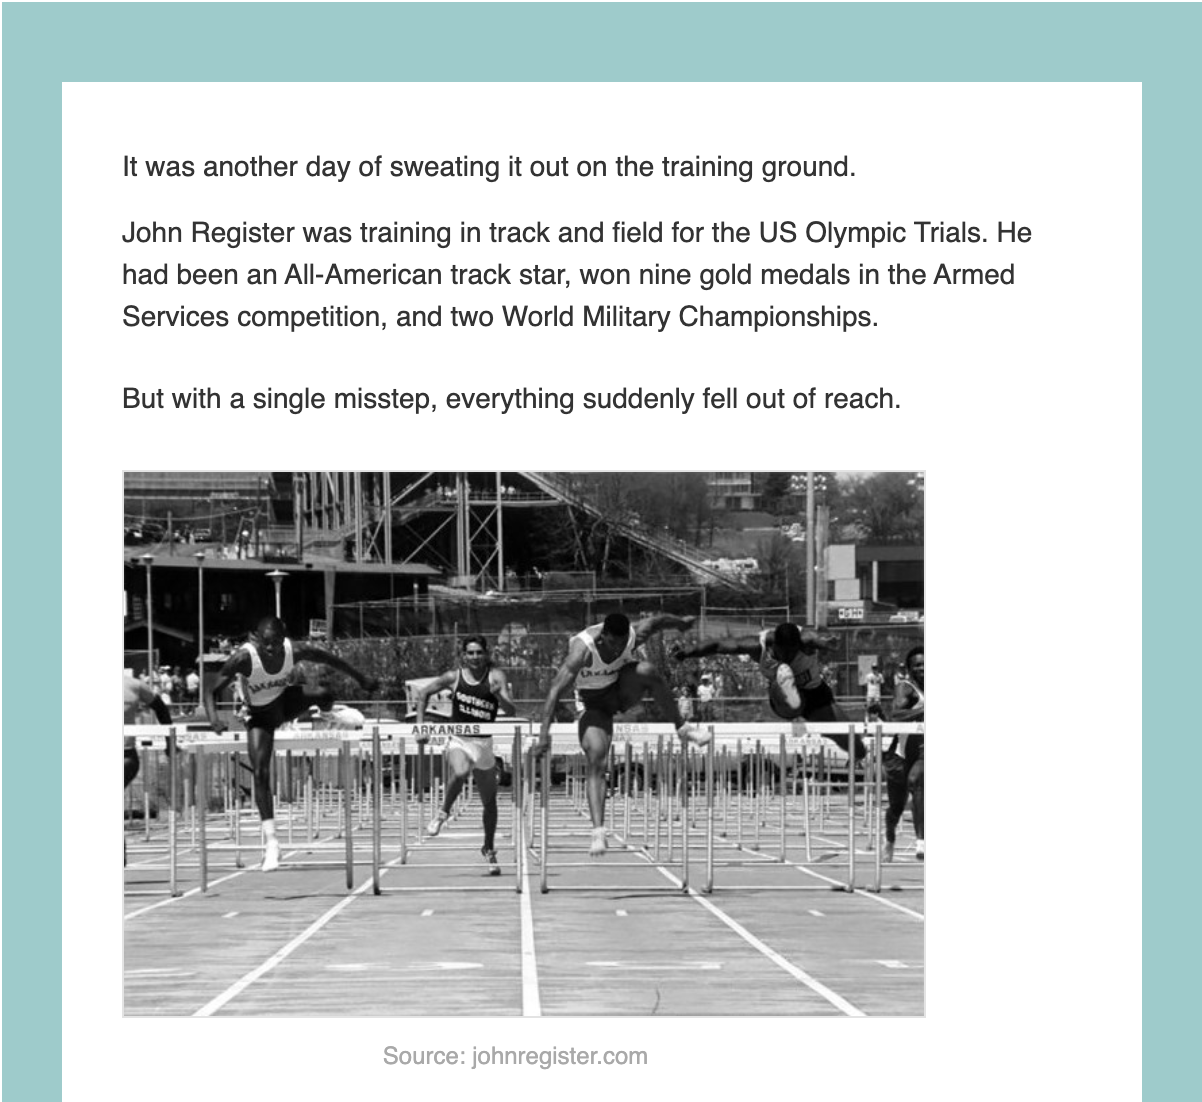 It was another day of sweating it out on the training ground.
John Register was training in track and field for the US Olympic Trials. He
had been an All-American track star, won nine gold medals in the Armed
Services competition, and two World Military Championships.
But with a single misstep, everything suddenly fell out of reach.
SOUTHERN
ILLINOIS
ARKANSAS
ARKANSAS
Source: johnregister.com